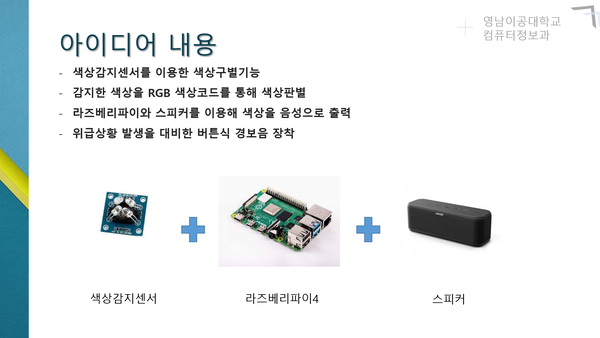 영남이공대학교
컴퓨터정보과
아이디어 내용
- 색상감지센서를 이용한 색상구별기능
- 감지한 색상을 RGB 색상코드를 통해 색상판별
- 라즈베리파이와 스피커를 이용해 색상을 음성으로 출력
- 위급상황 발생을 대비한 버튼식 경보음 장착
색상감지센서
라즈베리파이4
스피커